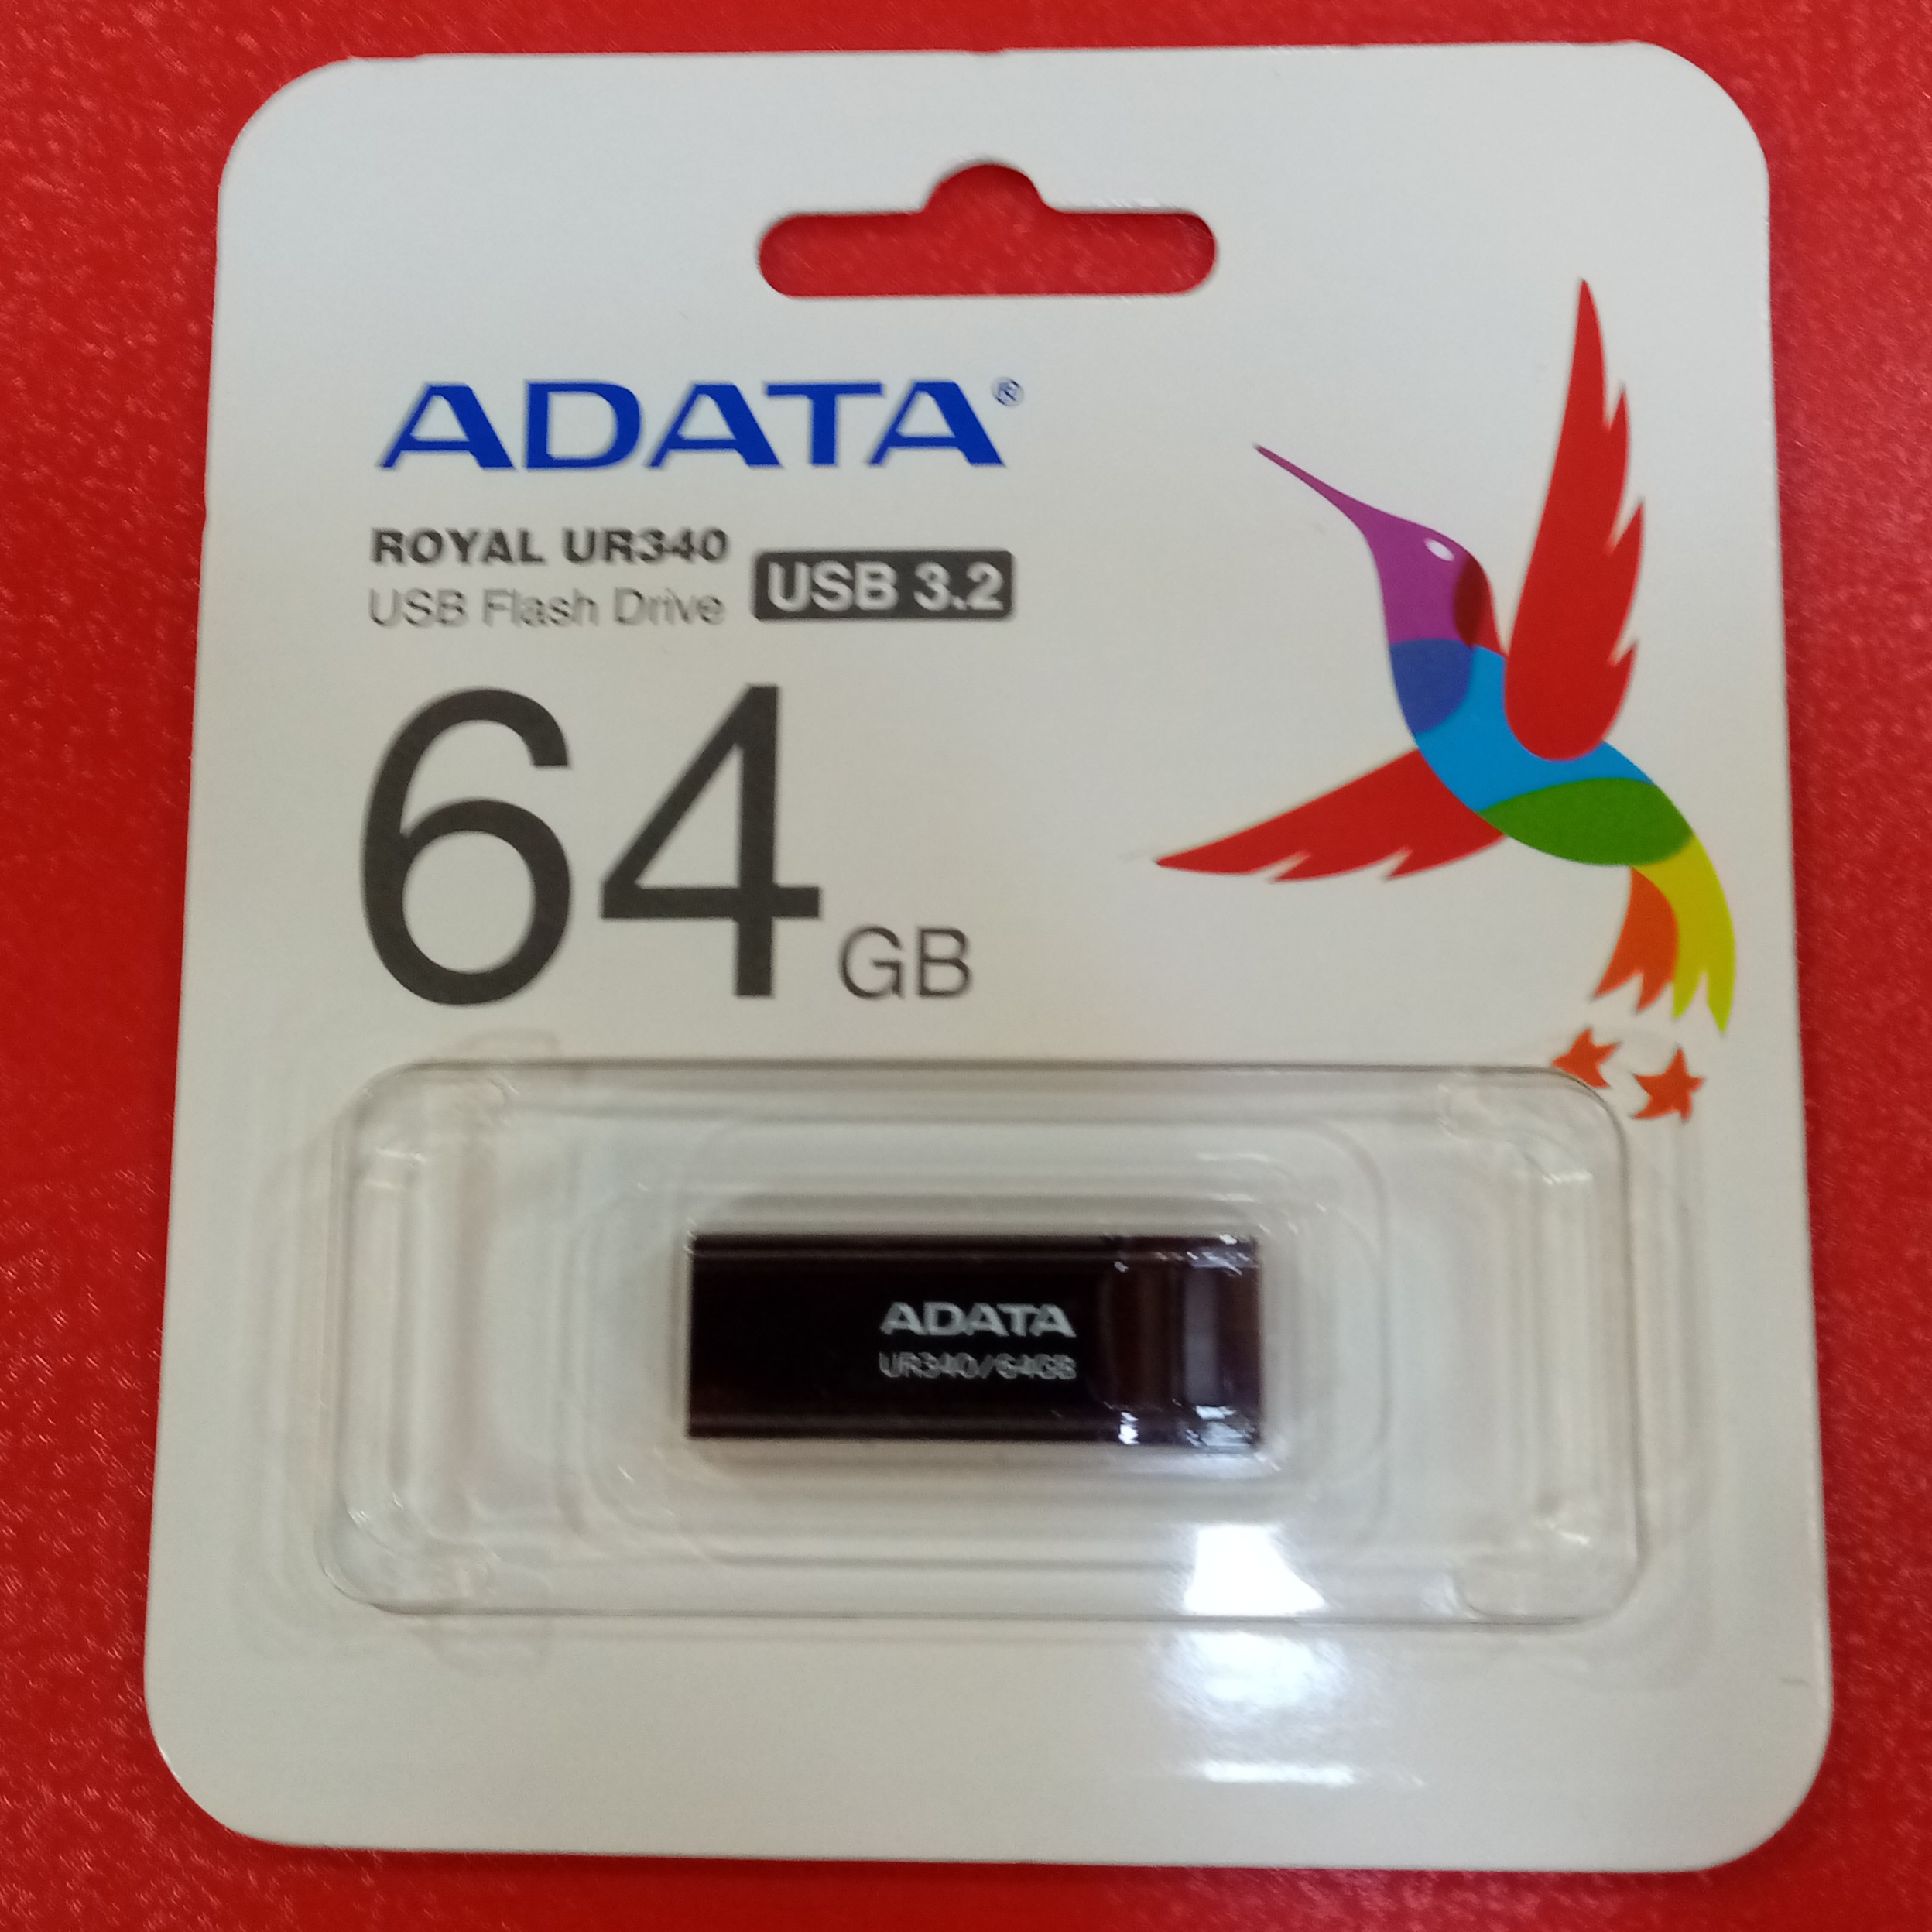 ADATA®
ROYAL UR340
USB Flash Drive USB 3.2
64 GB
ADATA
UR340/64GB